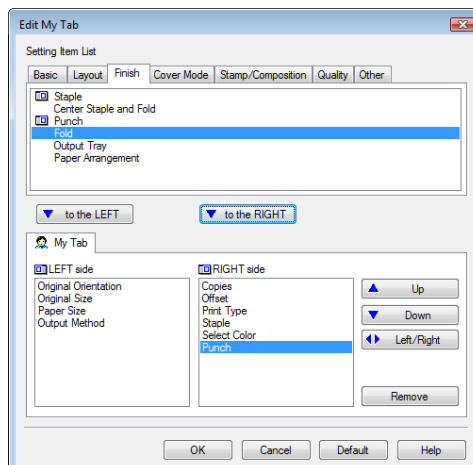 Edit My Tab
Setting Item List
Basic Layout Finish Cover Mode Stamp/Composition Quality Other
Staple
Center Staple and Fold
Punch
Fold
Output Tray
Paper Arrangement
to the LEFT to the RIGHT
My Tab
LEFT side RIGHT side
Original Orientation Copies
Original Size Offset
Paper Size Print Type
Output Method Staple
Select Color
Punch
Up
Down
Left/Right
Remove
OK Cancel Default Help